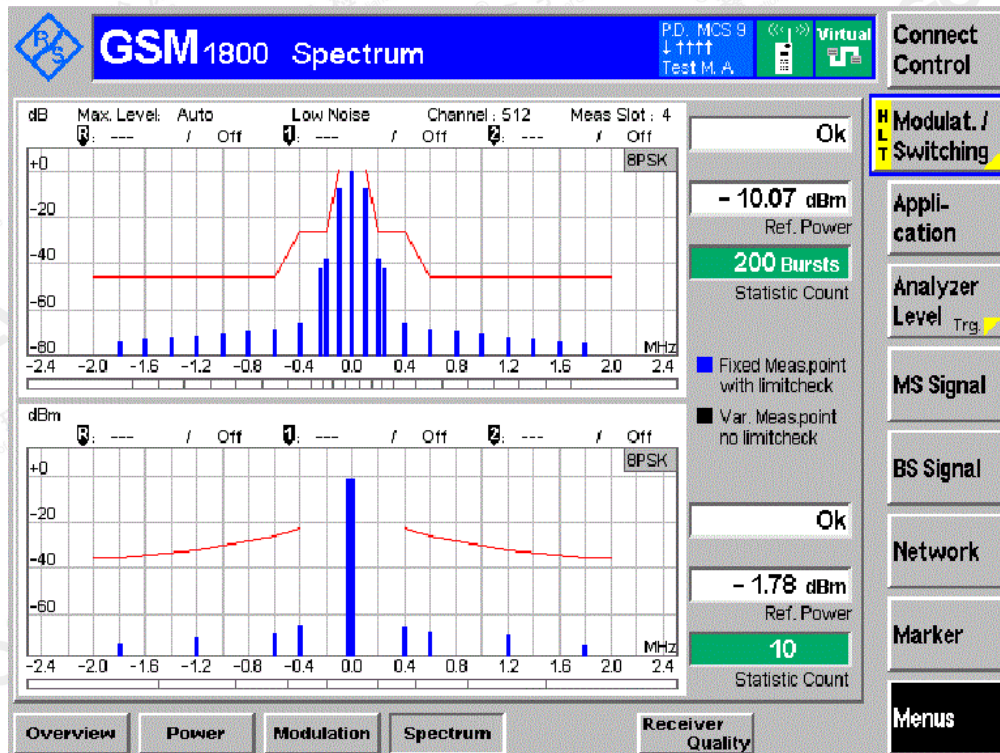 R&S
GSM 1800 Spectrum
P.D. MCS 9
↓ ↑↑↑↑
Test M. A.
Virtual
Connect Control
HLT
Modulat. / Switching
Appli-
cation
Analyzer
Level Trg.
MS Signal
BS Signal
Network
Marker
Menus
dB Max. Level: Auto Low Noise Channel : 512 Meas Slot : 4
R: --- / Off 1: --- / Off 2: --- / Off
8PSK
+0
-20
-40
-60
-80
MHz
-2.4 -2.0 -1.6 -1.2 -0.8 -0.4 0.0 0.4 0.8 1.2 1.6 2.0 2.4
Ok
- 10.07 dBm
Ref. Power
200 Bursts
Statistic Count
Fixed Meas.point
with limitcheck
Var. Meas.point
no limitcheck
dBm
R: --- / Off 1: --- / Off 2: --- / Off
8PSK
+0
-20
-40
-60
MHz
-2.4 -2.0 -1.6 -1.2 -0.8 -0.4 0.0 0.4 0.8 1.2 1.6 2.0 2.4
Ok
- 1.78 dBm
Ref. Power
10
Statistic Count
Overview Power Modulation Spectrum Receiver
Quality